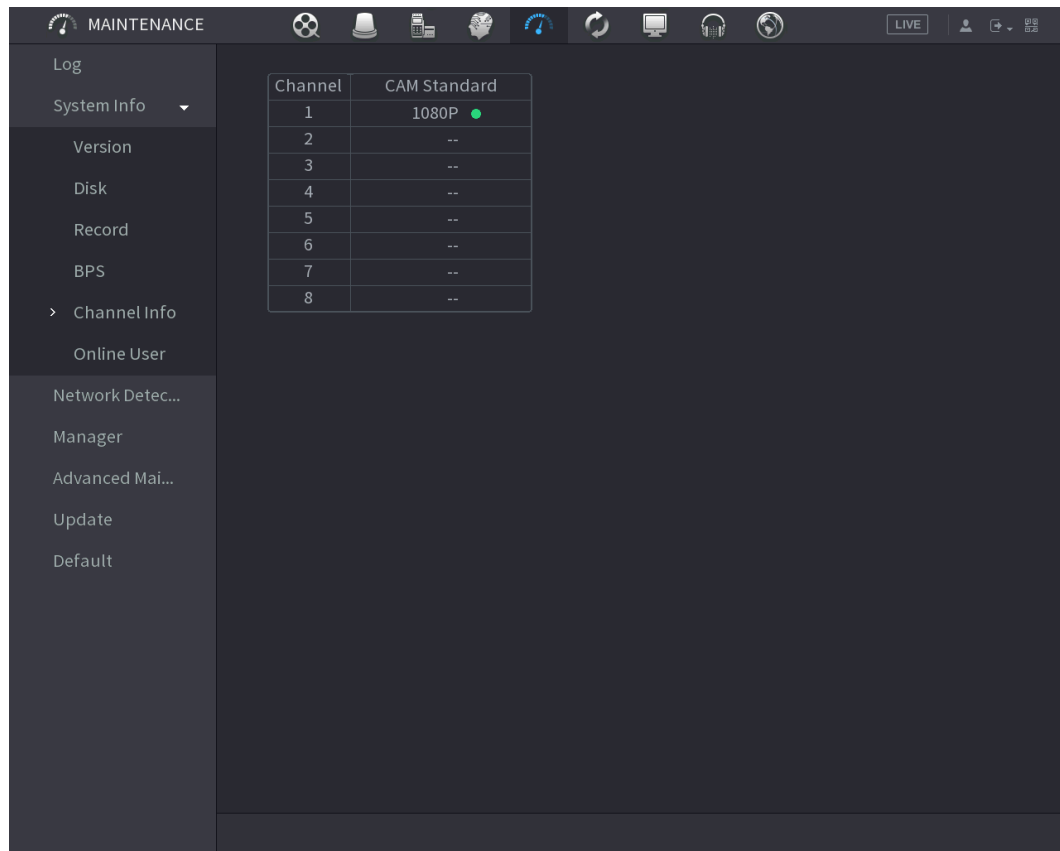 MAINTENANCE
LIVE
Log
System Info
Version
Disk
Record
BPS
Channel Info
Online User
Network Detec...
Manager
Advanced Mai...
Update
Default
Channel CAM Standard
1 1080P
2 --
3 --
4 --
5 --
6 --
7 --
8 --